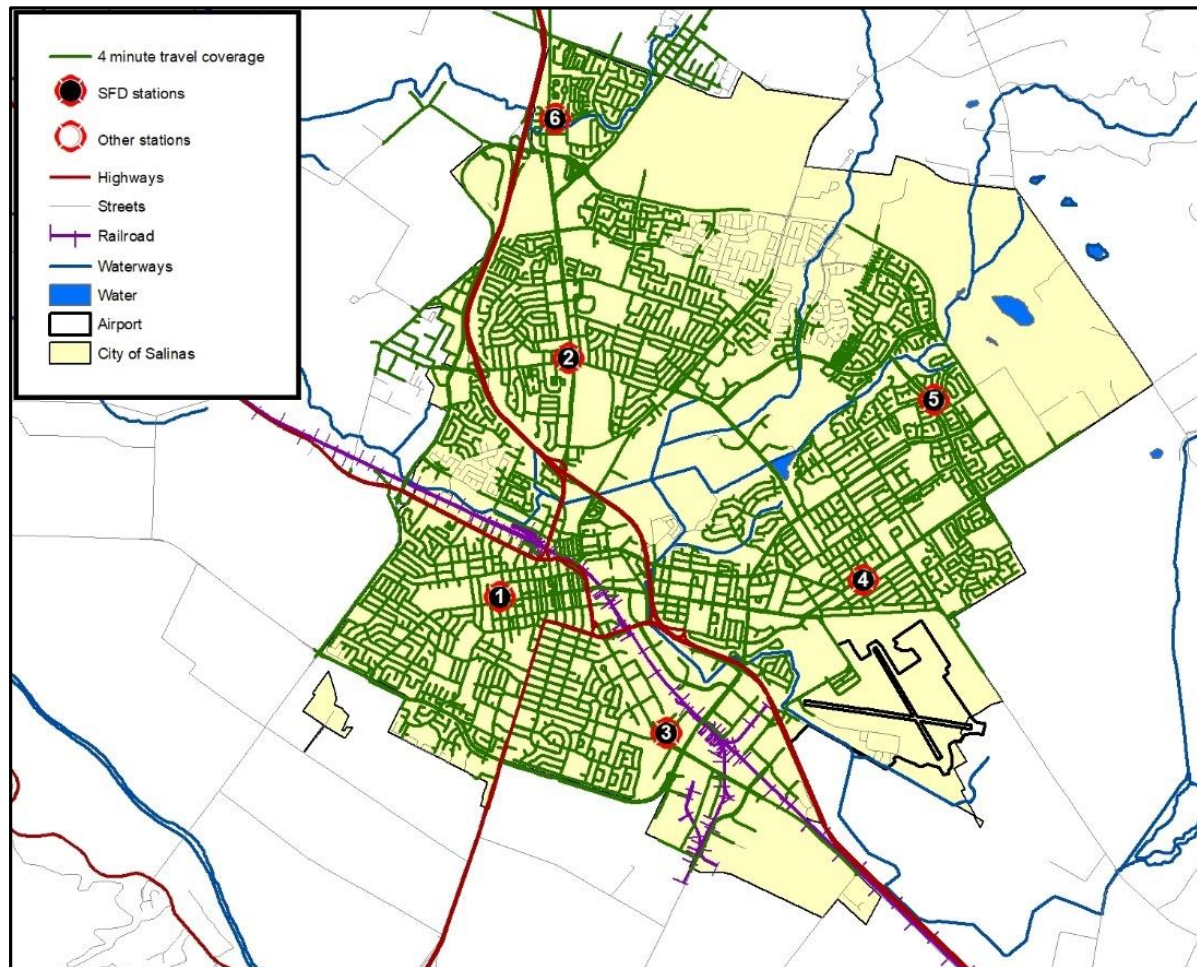 4 minute travel coverage
SFD stations
Other stations
Highways
Streets
Railroad
Waterways
Water
Airport
City of Salinas
6
2
5
4
1
3